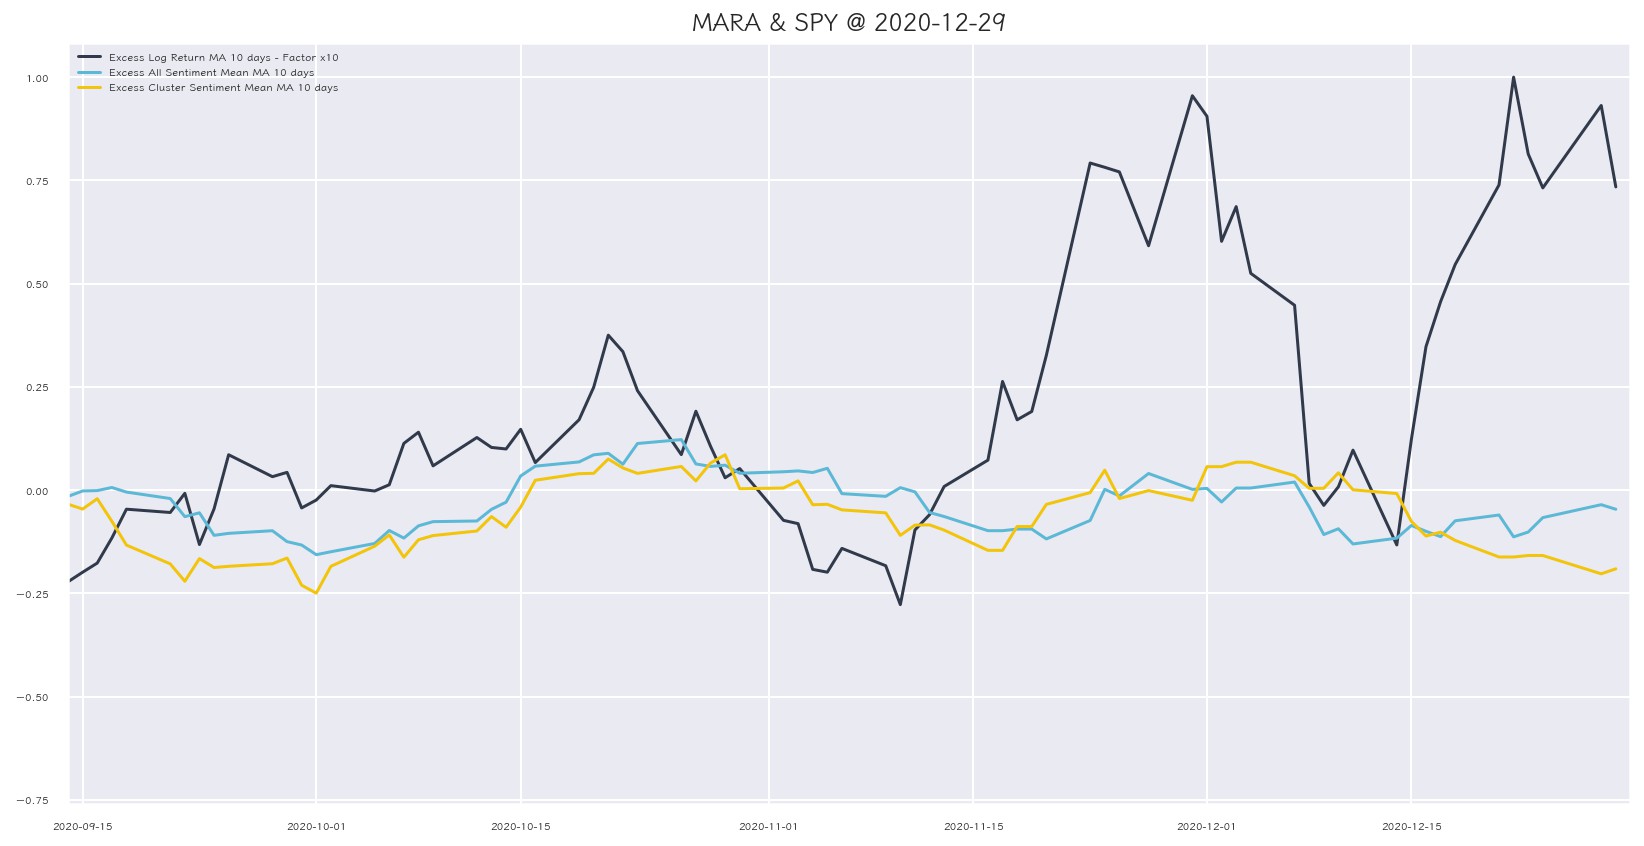 MARA & SPY @ 2020-12-29
Excess Log Return MA 10 days - Factor x10
Excess All Sentiment Mean MA 10 days
Excess Cluster Sentiment Mean MA 10 days
1.00
0.75
0.50
0.25
0.00
−0.25
−0.50
−0.75
2020-09-15 2020-10-01 2020-10-15 2020-11-01 2020-11-15 2020-12-01 2020-12-15